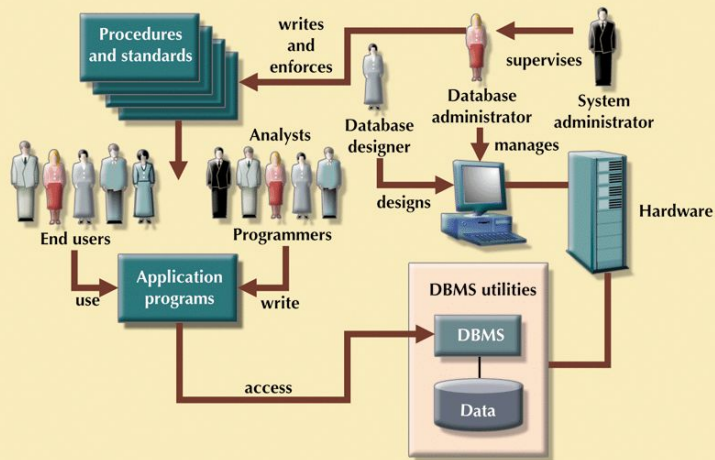 Procedures
and standards
writes
and
enforces
supervises
Database
administrator
System
administrator
Database
designer
manages
designs
Hardware
Analysts
End users
Programmers
use
Application
programs
write
access
DBMS utilities
DBMS
Data